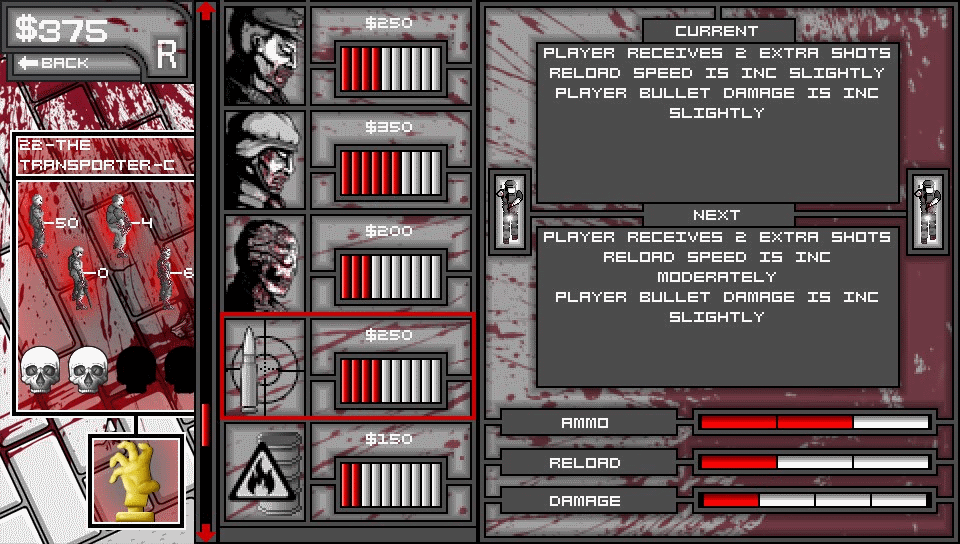 $375
R
BACK
22-THE
TRANSPORTER-C
-50
-4
-0
-6
$250
$350
$200
$250
$150
CURRENT
PLAYER RECEIVES 2 EXTRA SHOTS
RELOAD SPEED IS INC SLIGHTLY
PLAYER BULLET DAMAGE IS INC
SLIGHTLY
NEXT
PLAYER RECEIVES 2 EXTRA SHOTS
RELOAD SPEED IS INC
MODERATELY
PLAYER BULLET DAMAGE IS INC
SLIGHTLY
AMMO
RELOAD
DAMAGE